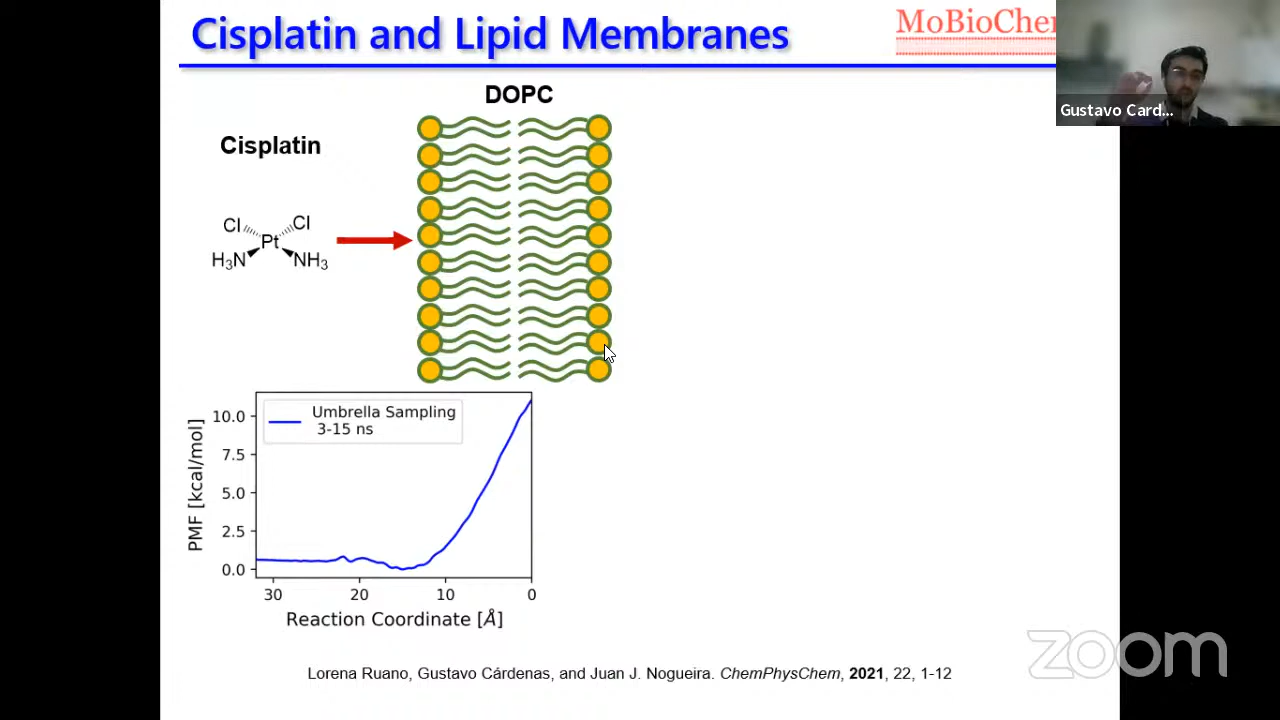 Cisplatin and Lipid Membranes
MoBioChem
Gustavo Card...
DOPC
Cisplatin
Cl
Cl
Pt
H3N
NH3
Umbrella Sampling
3-15 ns
PMF [kcal/mol]
10.0
7.5
5.0
2.5
0.0
30
20
10
0
Reaction Coordinate [Å]
zoom
Lorena Ruano, Gustavo Cárdenas, and Juan J. Nogueira. ChemPhysChem, 2021, 22, 1-12